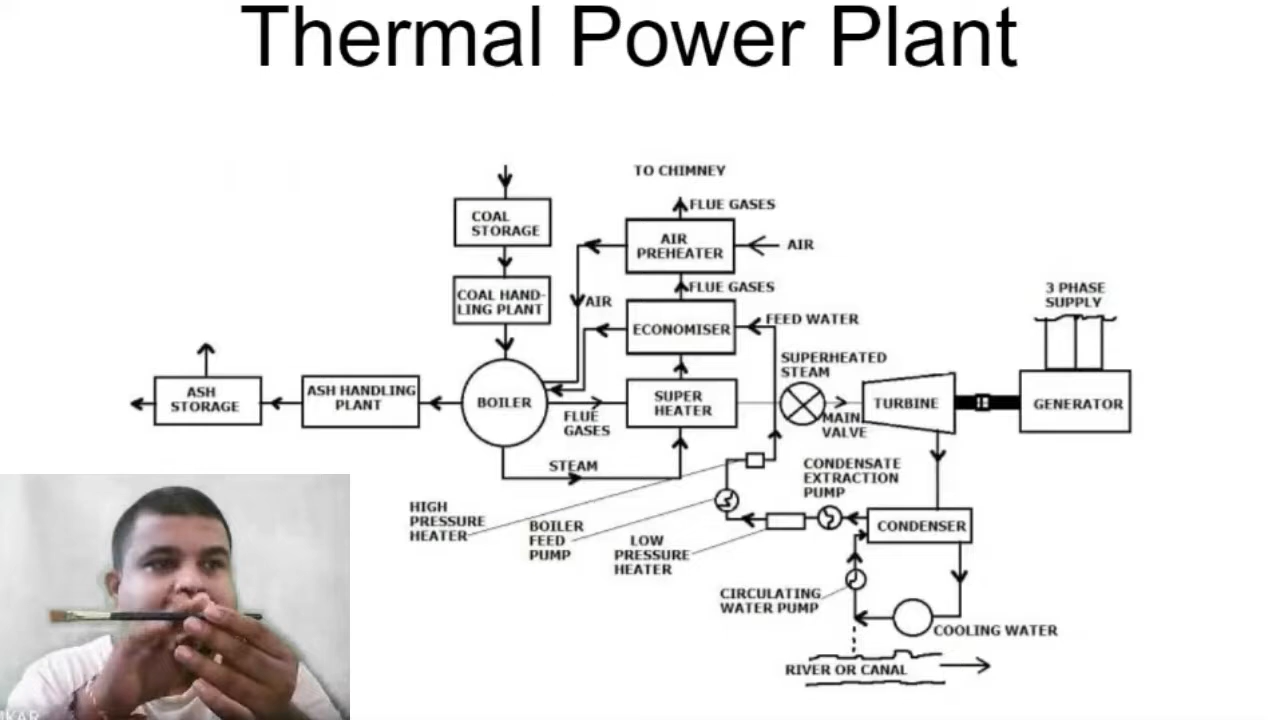 Thermal Power Plant
TO CHIMNEY
FLUE GASES
COAL
STORAGE
AIR
PREHEATER
AIR
COAL HAND-
LING PLANT
AIR
FLUE GASES
ECONOMISER
FEED WATER
3 PHASE
SUPPLY
SUPERHEATED
STEAM
ASH
STORAGE
ASH HANDLING
PLANT
BOILER
FLUE
GASES
SUPER
HEATER
MAIN
VALVE
TURBINE
GENERATOR
STEAM
CONDENSATE
EXTRACTION
PUMP
HIGH
PRESSURE
HEATER
BOILER
FEED
PUMP
LOW
PRESSURE
HEATER
CONDENSER
CIRCULATING
WATER PUMP
COOLING WATER
RIVER OR CANAL
KAR